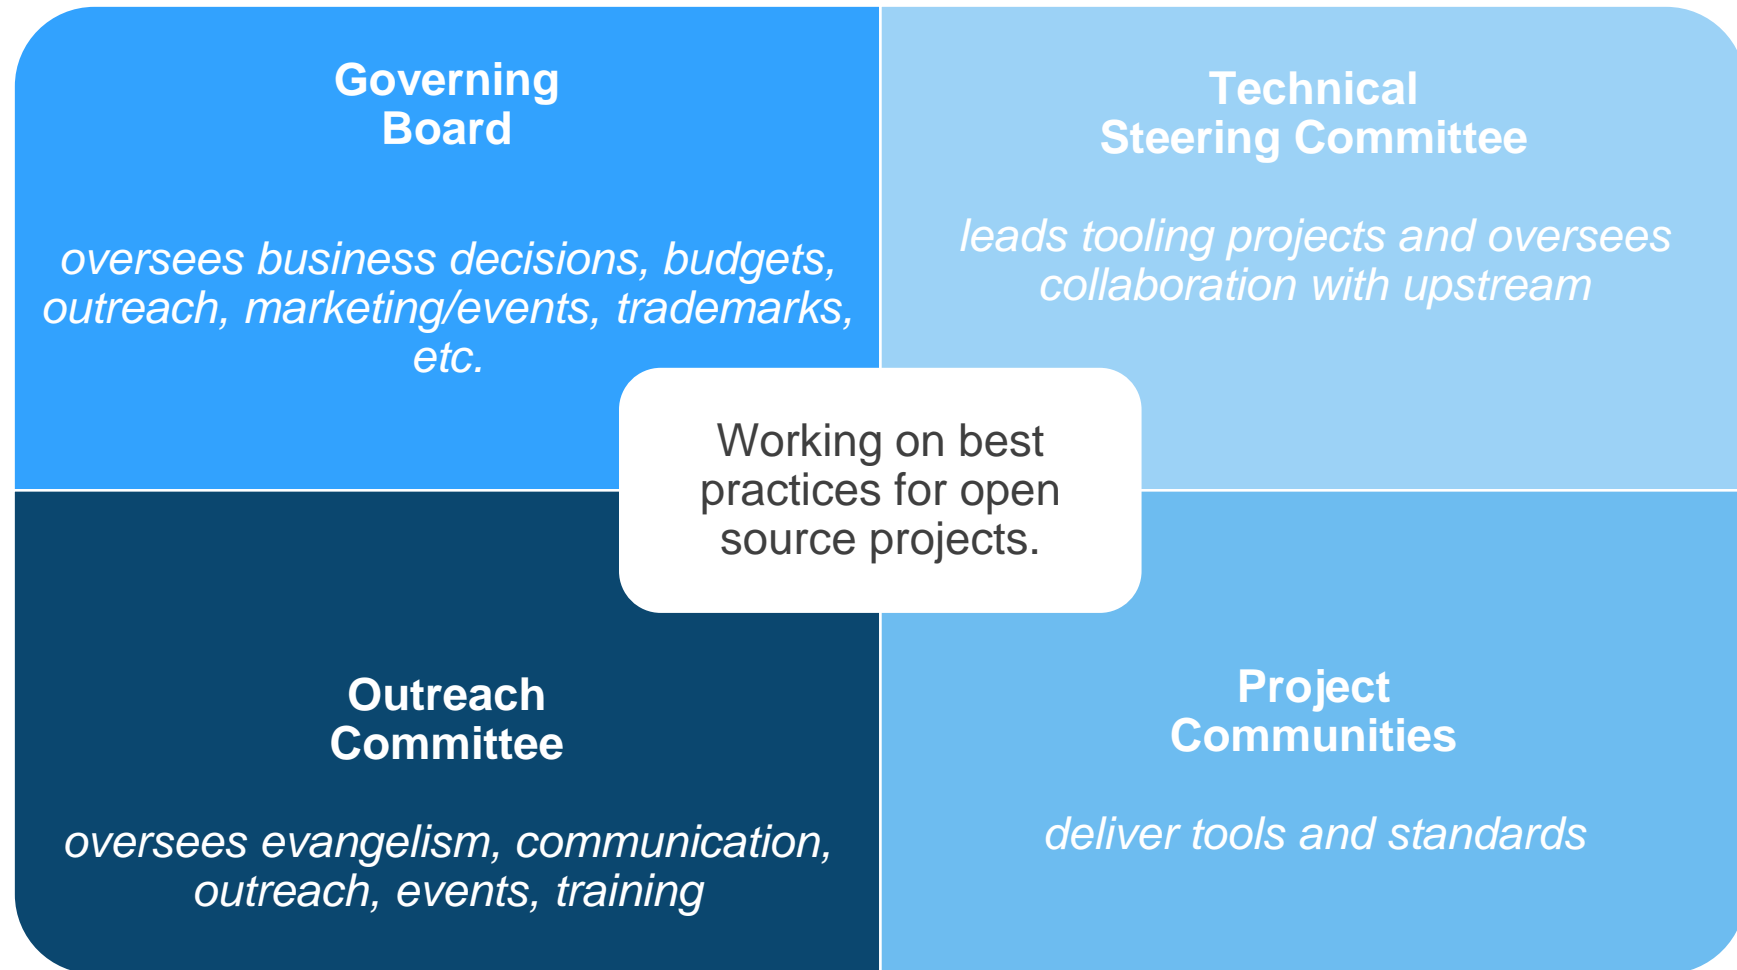 Governing
Board
oversees business decisions, budgets,
outreach, marketing/events, trademarks,
etc.
Technical
Steering Committee
leads tooling projects and oversees
collaboration with upstream
Working on best
practices for open
source projects.
Outreach
Committee
oversees evangelism, communication,
outreach, events, training
Project
Communities
deliver tools and standards